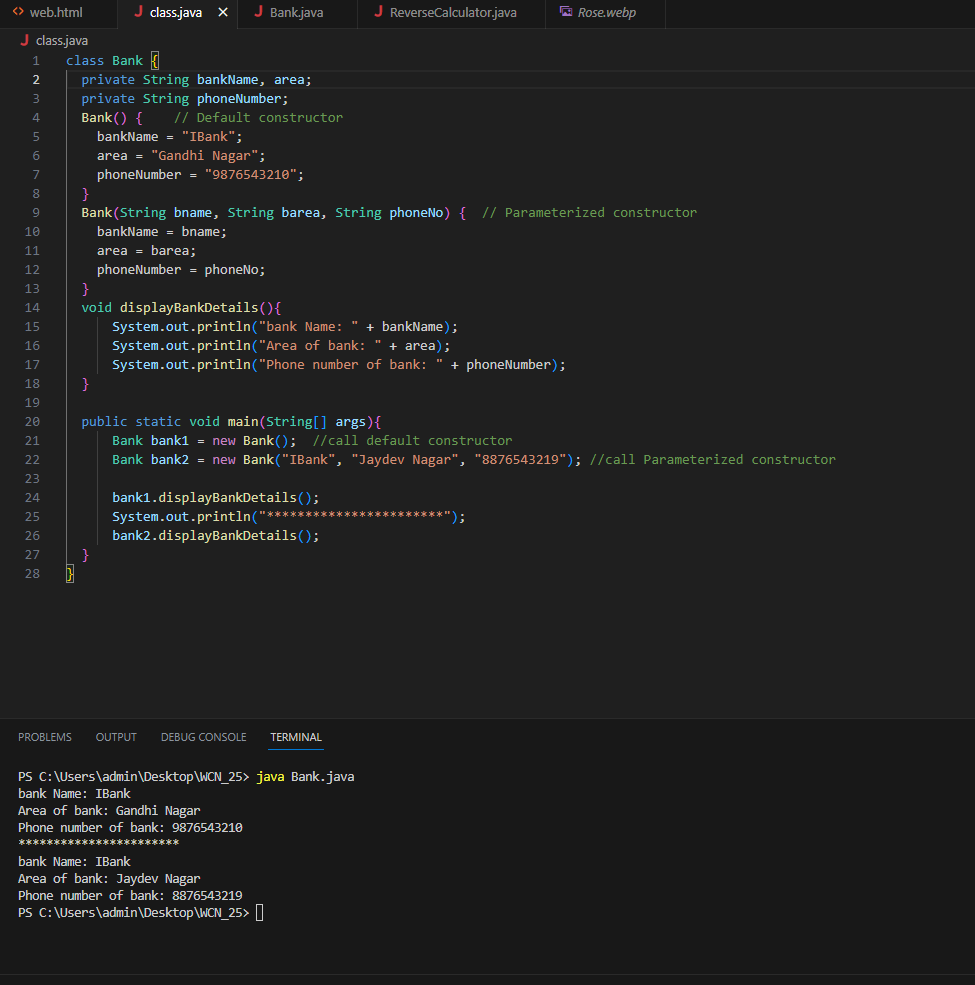 web.html class.java Bank.java ReverseCalculator.java Rose.webp
class.java
1 class Bank {
2   private String bankName, area;
3   private String phoneNumber;
4   Bank() {    // Default constructor
5     bankName = "IBank";
6     area = "Gandhi Nagar";
7     phoneNumber = "9876543210";
8   }
9   Bank(String bname, String barea, String phoneNo) {  // Parameterized constructor
10     bankName = bname;
11     area = barea;
12     phoneNumber = phoneNo;
13   }
14   void displayBankDetails(){
15       System.out.println("bank Name: " + bankName);
16       System.out.println("Area of bank: " + area);
17       System.out.println("Phone number of bank: " + phoneNumber);
18   }
19
20   public static void main(String[] args){
21       Bank bank1 = new Bank();  //call default constructor
22       Bank bank2 = new Bank("IBank", "Jaydev Nagar", "8876543219"); //call Parameterized constructor
23
24       bank1.displayBankDetails();
25       System.out.println("***********************");
26       bank2.displayBankDetails();
27   }
28 }
PROBLEMS OUTPUT DEBUG CONSOLE TERMINAL
PS C:\Users\admin\Desktop\WCN_25> java Bank.java
bank Name: IBank
Area of bank: Gandhi Nagar
Phone number of bank: 9876543210
***********************
bank Name: IBank
Area of bank: Jaydev Nagar
Phone number of bank: 8876543219
PS C:\Users\admin\Desktop\WCN_25>